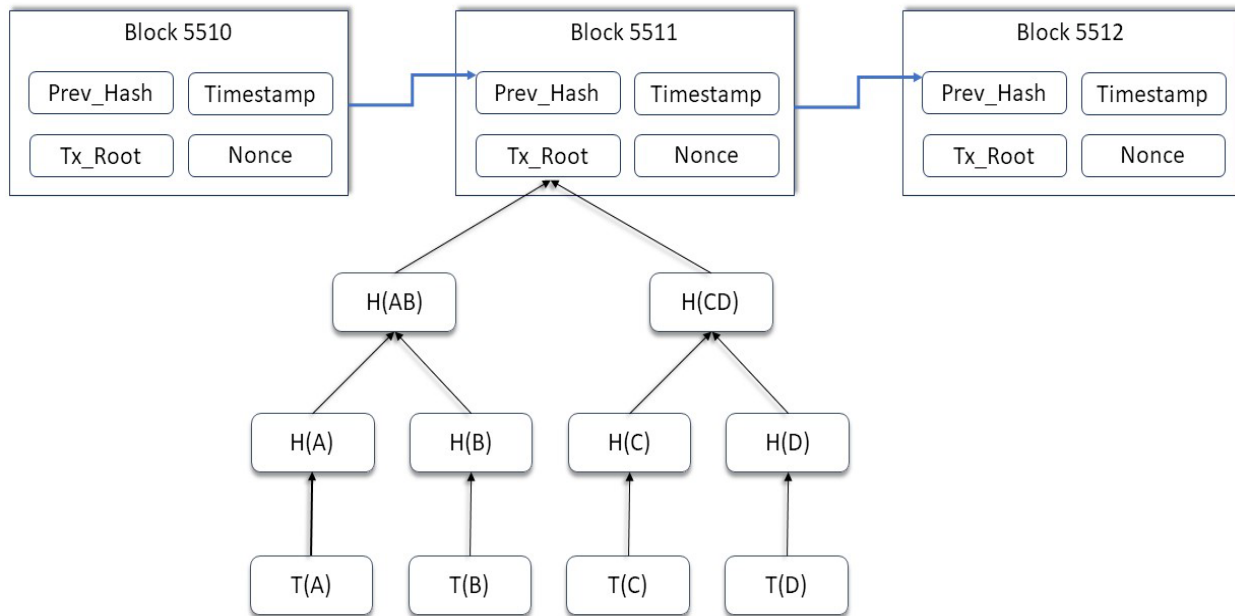 Block 5510
Block 5511
Block 5512
Prev_Hash
Timestamp
Prev_Hash
Timestamp
Prev_Hash
Timestamp
Tx_Root
Nonce
Tx_Root
Nonce
Tx_Root
Nonce
H(AB)
H(CD)
H(A)
H(B)
H(C)
H(D)
T(A)
T(B)
T(C)
T(D)